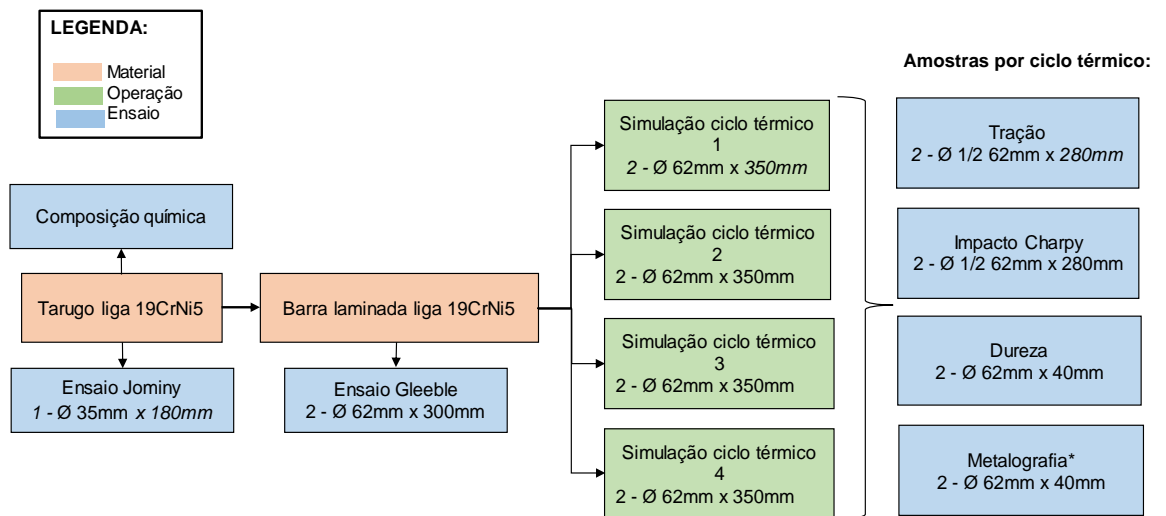 LEGENDA:
Material
Operação
Ensaio
Composição química
Tarugo liga 19CrNi5
Ensaio Jominy
1 - Ø 35mm x 180mm
Barra laminada liga 19CrNi5
Ensaio Gleeble
2 - Ø 62mm x 300mm
Simulação ciclo térmico
1
2 - Ø 62mm x 350mm
Simulação ciclo térmico
2
2 - Ø 62mm x 350mm
Simulação ciclo térmico
3
2 - Ø 62mm x 350mm
Simulação ciclo térmico
4
2 - Ø 62mm x 350mm
Amostras por ciclo térmico:
Tração
2 - Ø 1/2 62mm x 280mm
Impacto Charpy
2 - Ø 1/2 62mm x 280mm
Dureza
2 - Ø 62mm x 40mm
Metalografia*
2 - Ø 62mm x 40mm